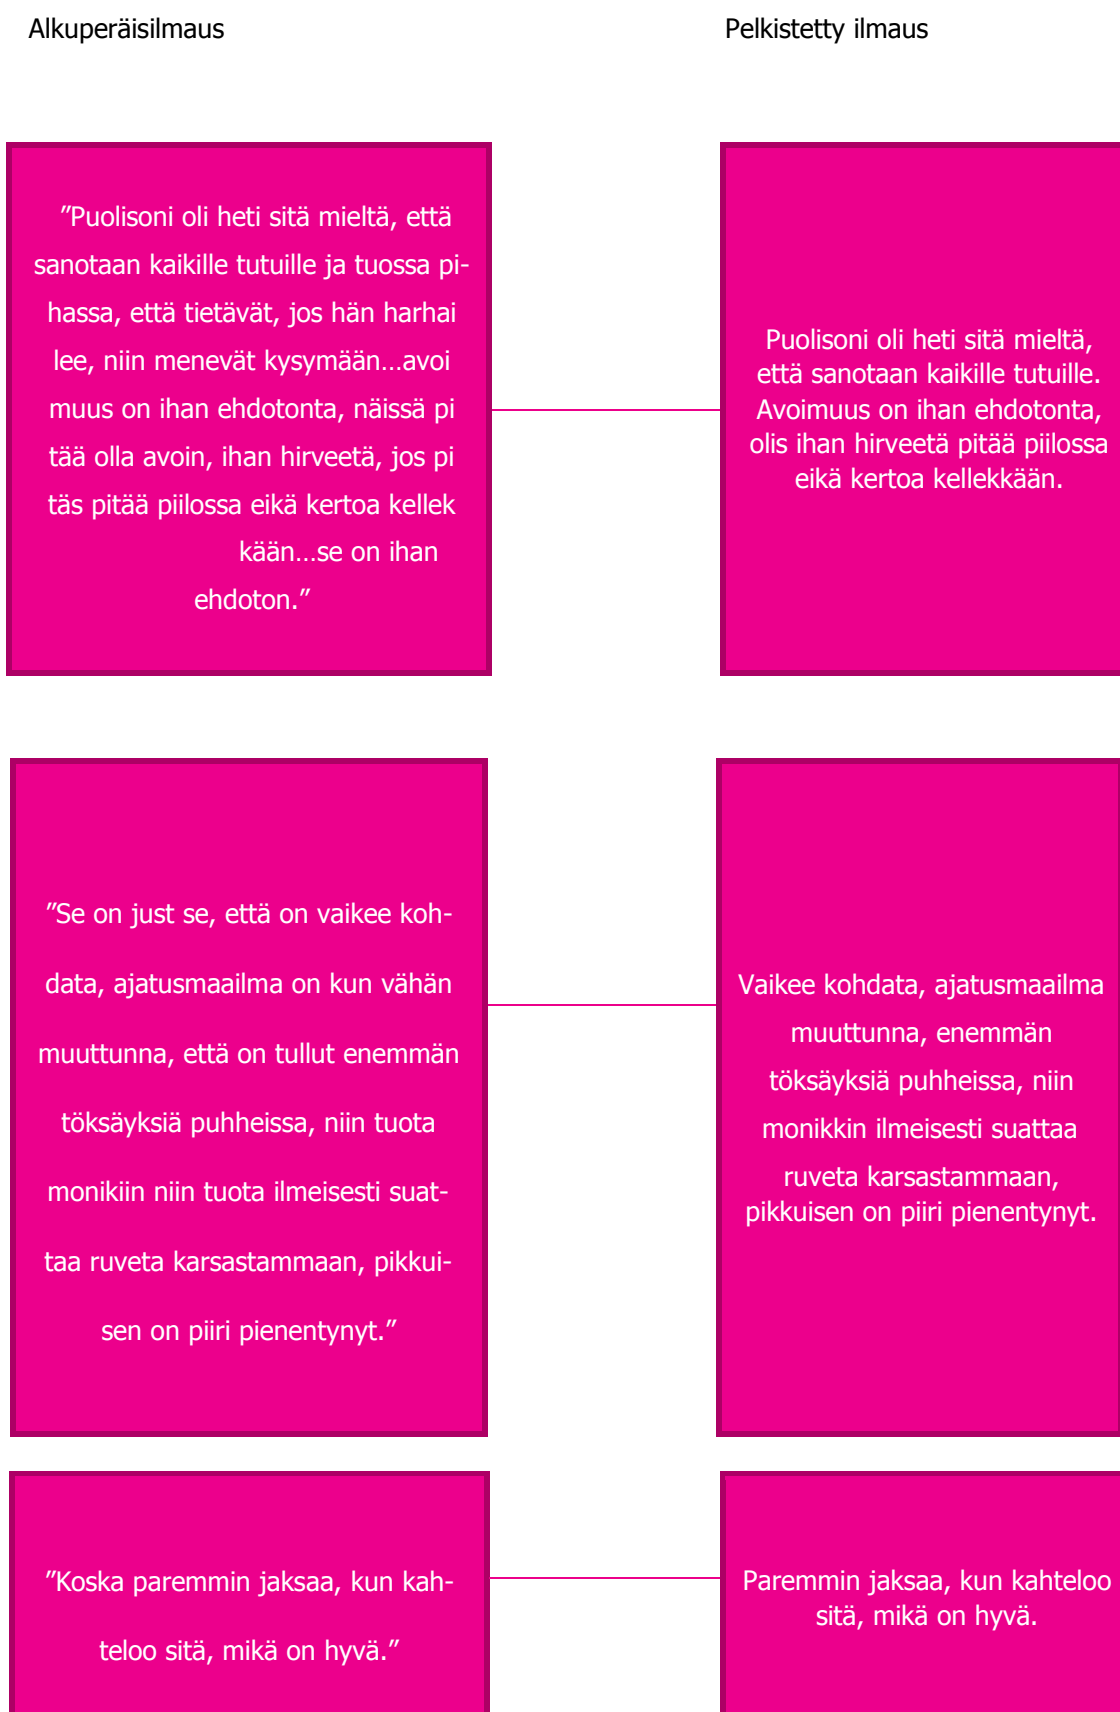 Alkuperäisilmaus
Pelkistetty ilmaus
”Puolisoni oli heti sitä mieltä, että
sanotaan kaikille tutuille ja tuossa pi-
hassa, että tietävät, jos hän harhai
lee, niin menevät kysymään…avoi
muus on ihan ehdotonta, näissä pi
tää olla avoin, ihan hirveetä, jos pi
täs pitää piilossa eikä kertoa kellek
kään…se on ihan
ehdoton.”
Puolisoni oli heti sitä mieltä,
että sanotaan kaikille tutuille.
Avoimuus on ihan ehdotonta,
olis ihan hirveetä pitää piilossa
eikä kertoa kellekkään.
”Se on just se, että on vaikee koh-
data, ajatusmaailma on kun vähän
muuttunna, että on tullut enemmän
töksäyksiä puhheissa, niin tuota
monikiin niin tuota ilmeisesti suat-
taa ruveta karsastammaan, pikkui-
sen on piiri pienentynyt.”
Vaikee kohdata, ajatusmaailma
muuttunna, enemmän
töksäyksiä puhheissa, niin
monikkin ilmeisesti suattaa
ruveta karsastammaan,
pikkuisen on piiri pienentynyt.
”Koska paremmin jaksaa, kun kah-
teloo sitä, mikä on hyvä.”
Paremmin jaksaa, kun kahteloo
sitä, mikä on hyvä.